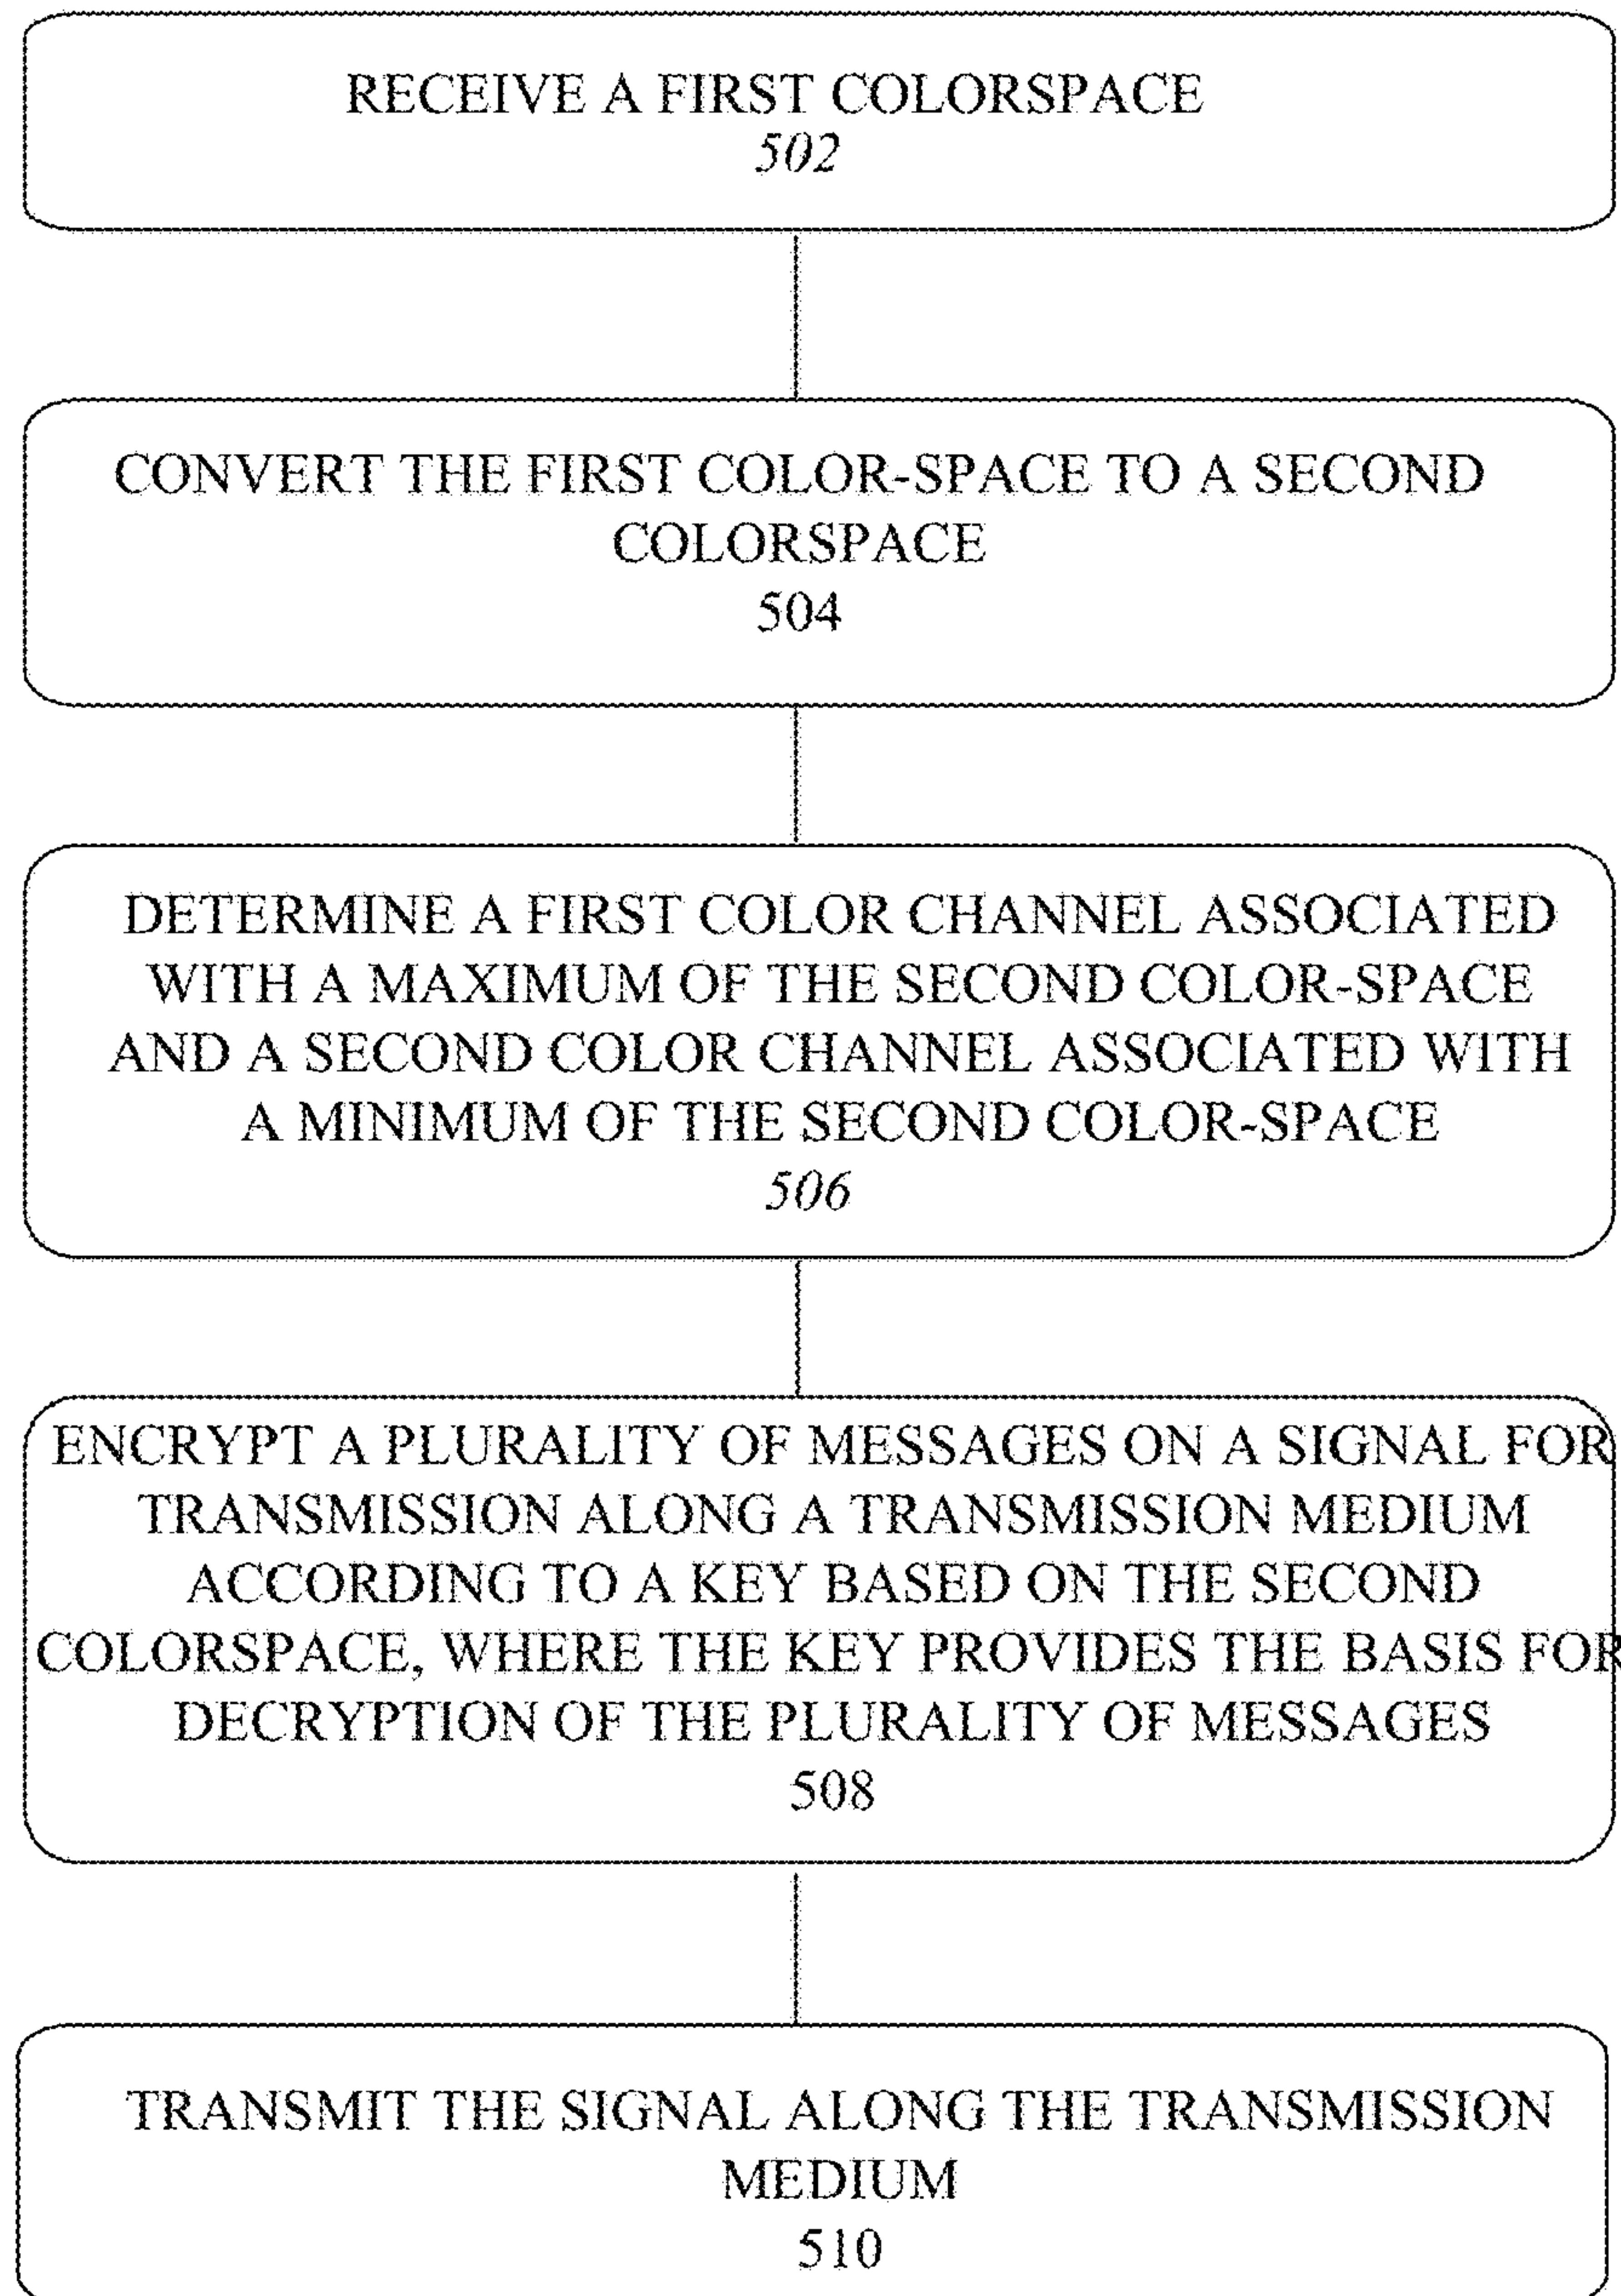 RECEIVE A FIRST COLORSPACE
502
CONVERT THE FIRST COLOR-SPACE TO A SECOND
COLORSPACE
504
DETERMINE A FIRST COLOR CHANNEL ASSOCIATED
WITH A MAXIMUM OF THE SECOND COLOR-SPACE
AND A SECOND COLOR CHANNEL ASSOCIATED WITH
A MINIMUM OF THE SECOND COLOR-SPACE
506
ENCRYPT A PLURALITY OF MESSAGES ON A SIGNAL FOR
TRANSMISSION ALONG A TRANSMISSION MEDIUM
ACCORDING TO A KEY BASED ON THE SECOND
COLORSPACE, WHERE THE KEY PROVIDES THE BASIS FOR
DECRYPTION OF THE PLURALITY OF MESSAGES
508
TRANSMIT THE SIGNAL ALONG THE TRANSMISSION
MEDIUM
510